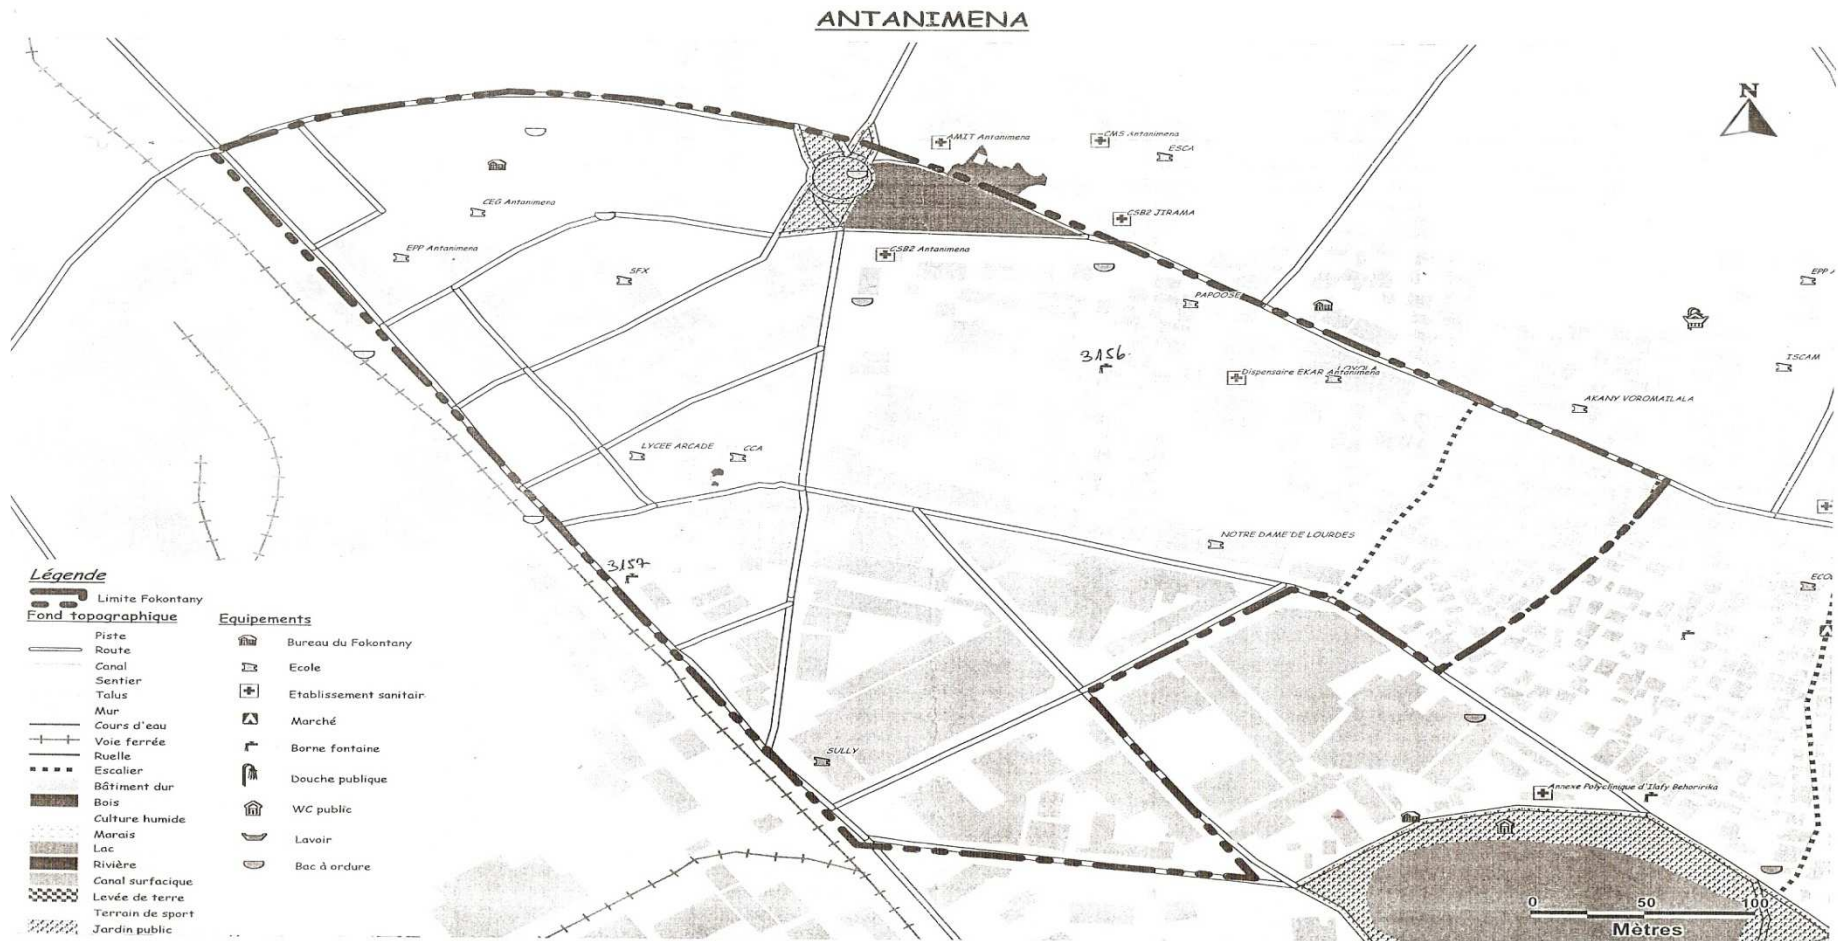 ANTANIMENA
N
AMIT Antanimena
CMS Antanimena
ESCA
CEG Antanimena
CSB2 JIRAMA
EPP Antanimena
CSB2 Antanimena
SFX
EPP
PAPOOSE
3156
ISCAM
Dispensaire EKAR Antanimena
LOYOLA
AKANY VOROMAILALA
LYCEE ARCADE
CCA
NOTRE DAME DE LOURDES
3157
SULLY
Annexe Polyclinique d'Ilafy Behoririka
Légende
Limite Fokontany
Fond topographique
Piste
Route
Canal
Sentier
Talus
Mur
Cours d'eau
Voie ferrée
Ruelle
Escalier
Bâtiment dur
Bois
Culture humide
Marais
Lac
Rivière
Canal surfacique
Levée de terre
Terrain de sport
Jardin public
Equipements
Bureau du Fokontany
Ecole
Etablissement sanitair
Marché
Borne fontaine
Douche publique
WC public
Lavoir
Bac à ordure
0 50 100
Mètres